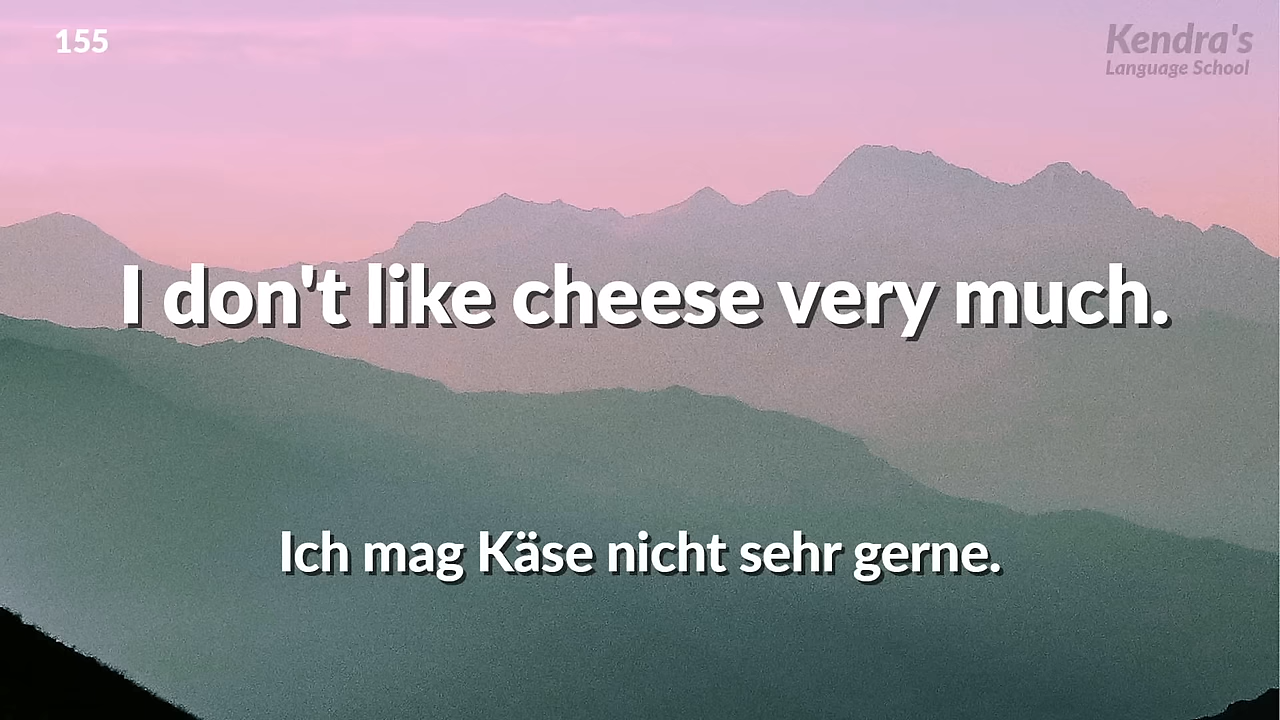 155
Kendra's
Language School
I don't like cheese very much.
Ich mag Käse nicht sehr gerne.